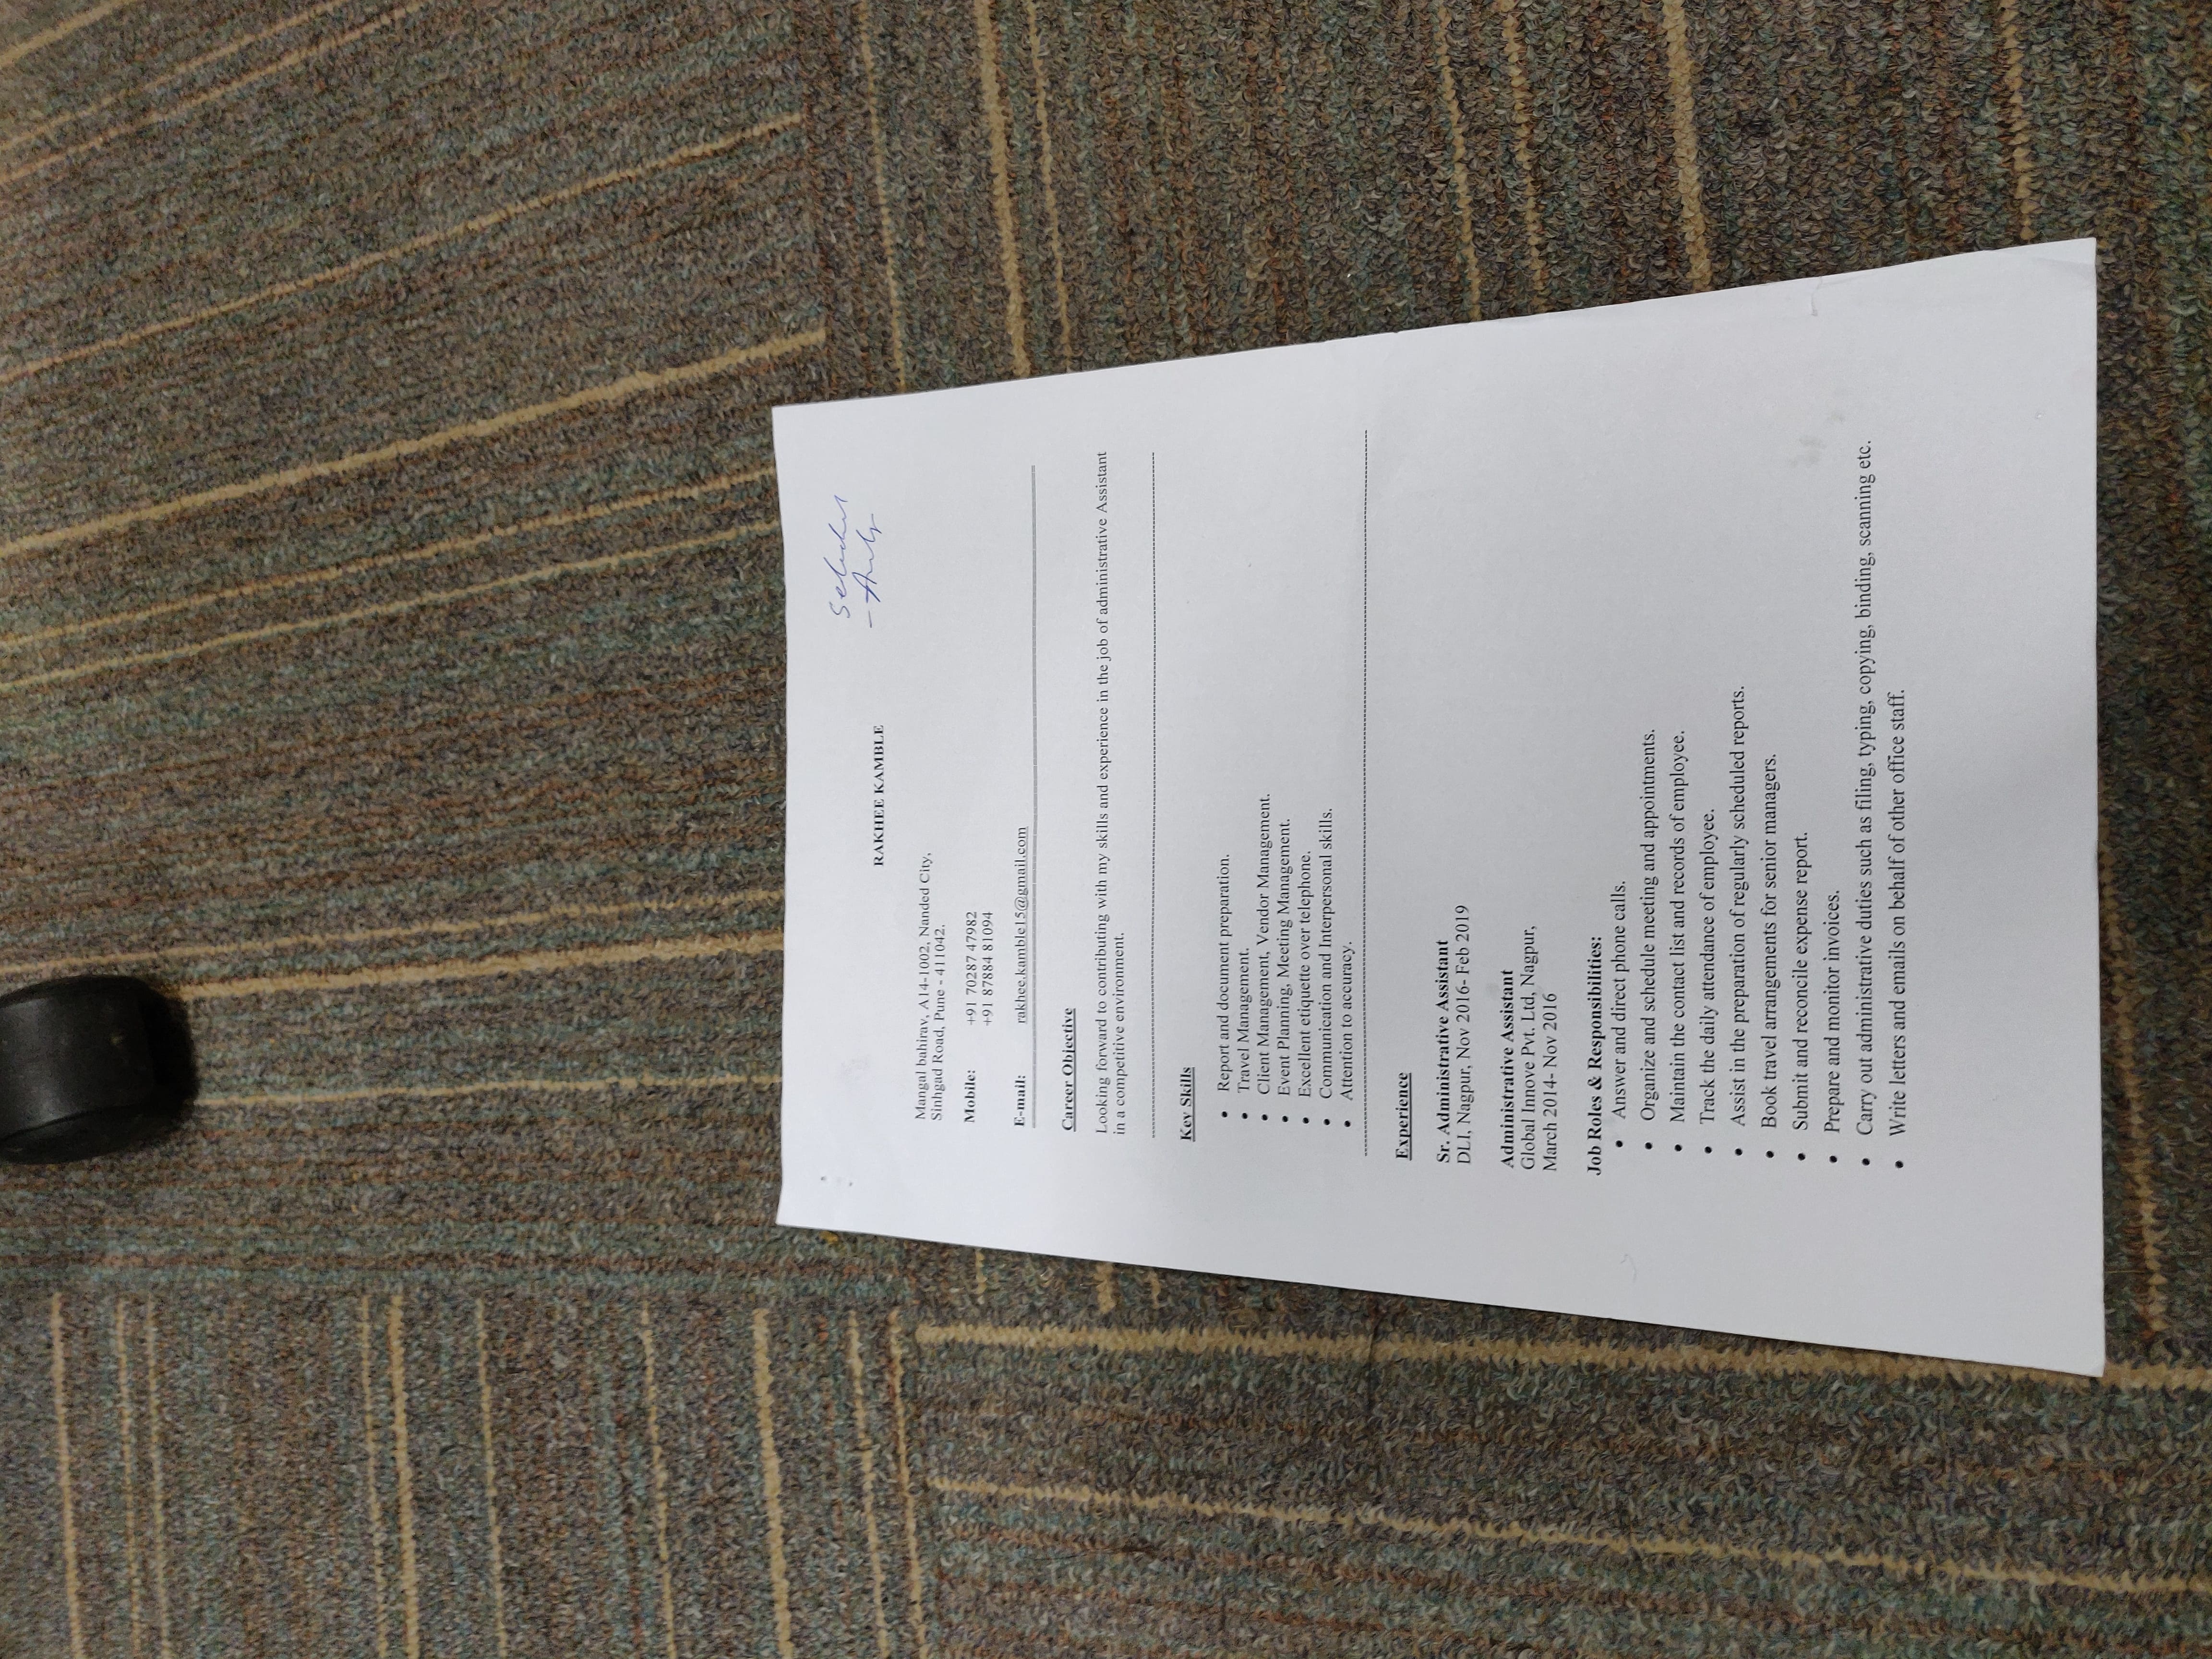 Selected
RAKHEE KAMBLE
Mangal bahirav, A14-1002, Nanded City,
Sinhgad Road, Pune - 411042.
Mobile: +91 70287 47982
+91 87884 81094
E-mail: rakhee.kamble15@gmail.com
Career Objective
Looking forward to contributing with my skills and experience in the job of administrative Assistant
in a competitive environment.
Key Skills
• Report and document preparation.
• Travel Management.
• Client Management, Vendor Management.
• Event Planning, Meeting Management.
• Excellent etiquette over telephone.
• Communication and Interpersonal skills.
• Attention to accuracy.
Experience
Sr. Administrative Assistant
DLI, Nagpur, Nov 2016- Feb 2019
Administrative Assistant
Global Innove Pvt. Ltd, Nagpur,
March 2014- Nov 2016
Job Roles & Responsibilities:
• Answer and direct phone calls.
• Organize and schedule meeting and appointments.
• Maintain the contact list and records of employee.
• Track the daily attendance of employee.
• Assist in the preparation of regularly scheduled reports.
• Book travel arrangements for senior managers.
• Submit and reconcile expense report.
• Prepare and monitor invoices.
• Carry out administrative duties such as filing, typing, copying, binding, scanning etc.
• Write letters and emails on behalf of other office staff.